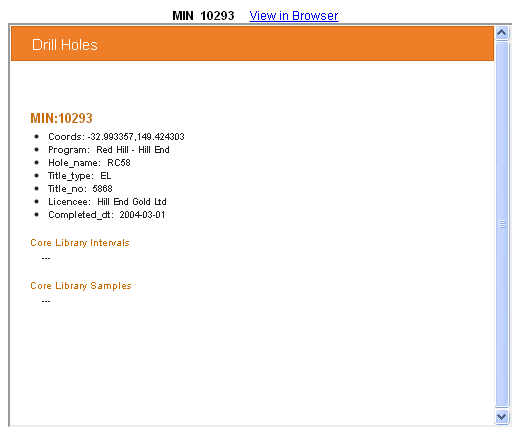 MIN 10293 View in Browser
Drill Holes
MIN:10293
Coords: -32.993357,149.424303
Program: Red Hill - Hill End
Hole_name: RC58
Title_type: EL
Title_no: 5868
Licencee: Hill End Gold Ltd
Completed_dt: 2004-03-01
Core Library Intervals
---
Core Library Samples
---